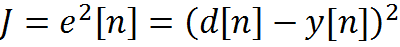 J = e²[n] = (d[n] − y[n])²